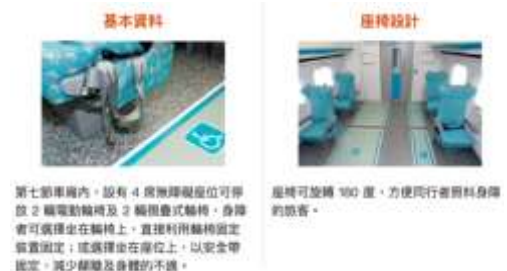 基本資料
第七節車廂內，設有 4 席無障礙座位可停
放 2 輛電動輪椅及 2 輛摺疊式輪椅，身障
者可選擇坐在輪椅上，直接利用輪椅固定
裝置固定；或選擇坐在座位上，以安全帶
固定，減少顛簸及身體的不適。
座椅設計
座椅可旋轉 180 度，方便同行者照料身障
的旅客。